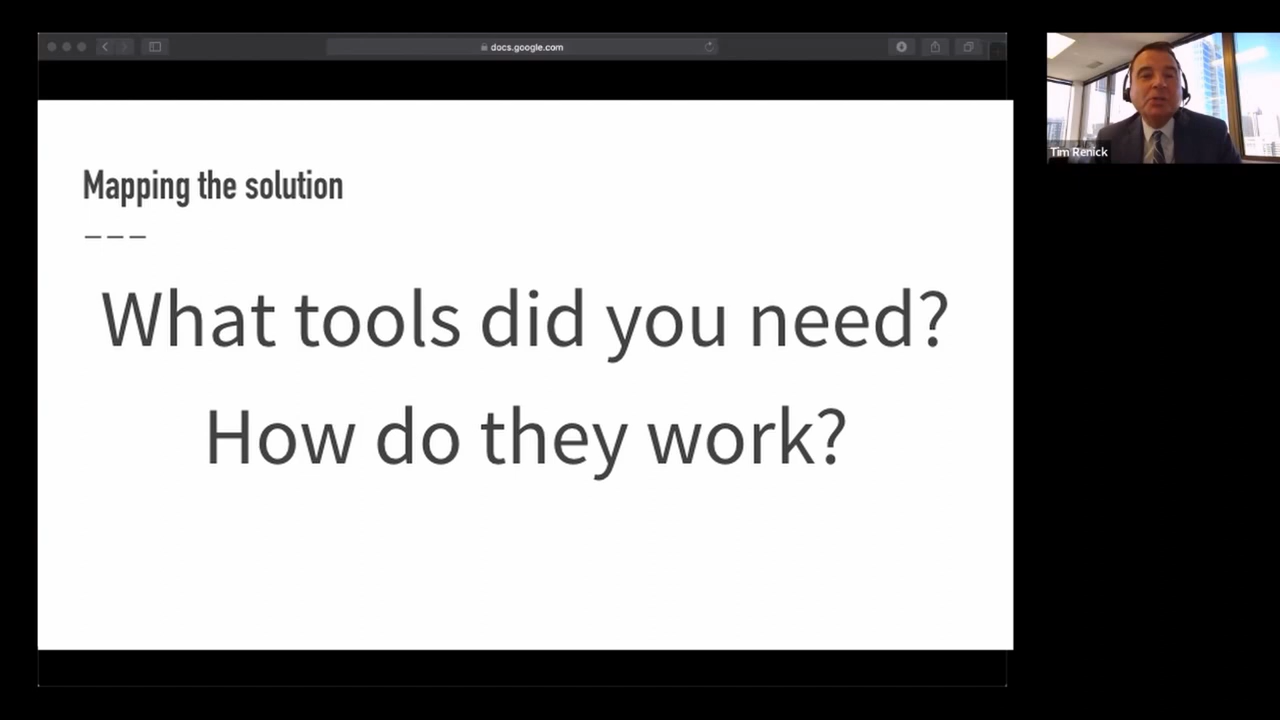 docs.google.com
Mapping the solution
What tools did you need?
How do they work?
Tim Renick